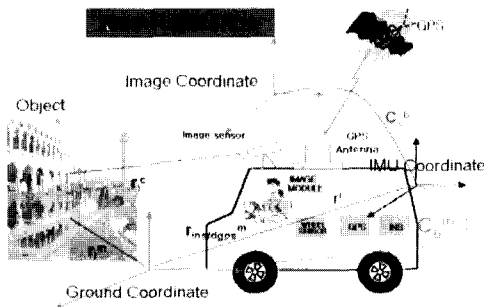 GPS
Image Coordinate
Object
Image sensor
GPS
Antenna
IMU Coordinate
IMAGE
MODULE
GPS
INS
Ground Coordinate